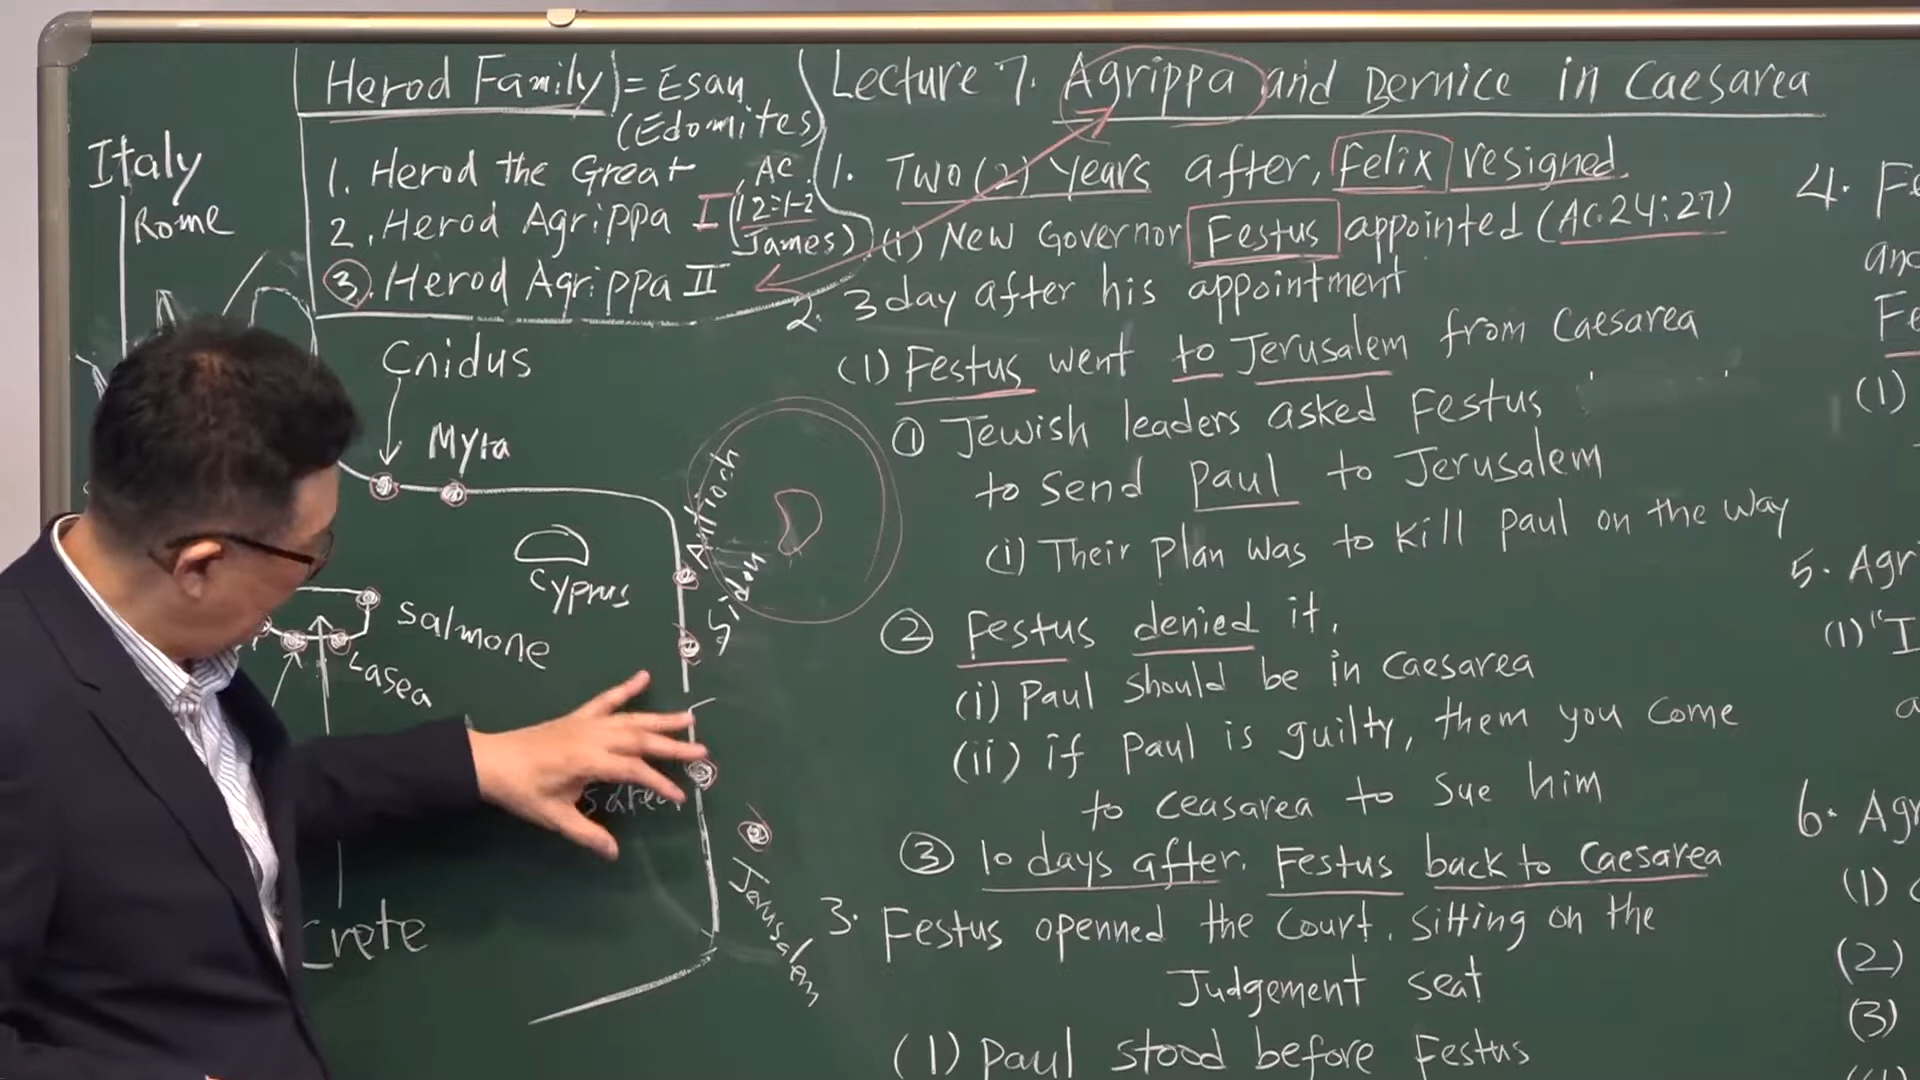 Herod Family = Esau
(Edomites)
1. Herod the Great
2. Herod Agrippa I (AC. 12:1-2 James)
3. Herod Agrippa II
Italy
Rome
Cnidus
Myra
Antioch
Sidon
Cyprus
Salmone
Lasea
Crete
Jerusalem
Lecture 7. Agrippa and Bernice in Caesarea
1. Two (2) Years after, Felix resigned.
(1) New Governor Festus appointed (AC.24:27)
2. 3 day after his appointment
(1) Festus went to Jerusalem from Caesarea
① Jewish leaders asked Festus
to send Paul to Jerusalem
(i) Their Plan was to kill Paul on the way
② Festus denied it.
(i) Paul should be in Caesarea
(ii) if Paul is guilty, them you come
to Ceasarea to sue him
③ 10 days after. Festus back to Caesarea
3. Festus openned the Court. Sitting on the
Judgement seat
(1) Paul stood before Festus
4.
(1)
5. Agr
(1) "I
6. Agr
(1)
(2)
(3)